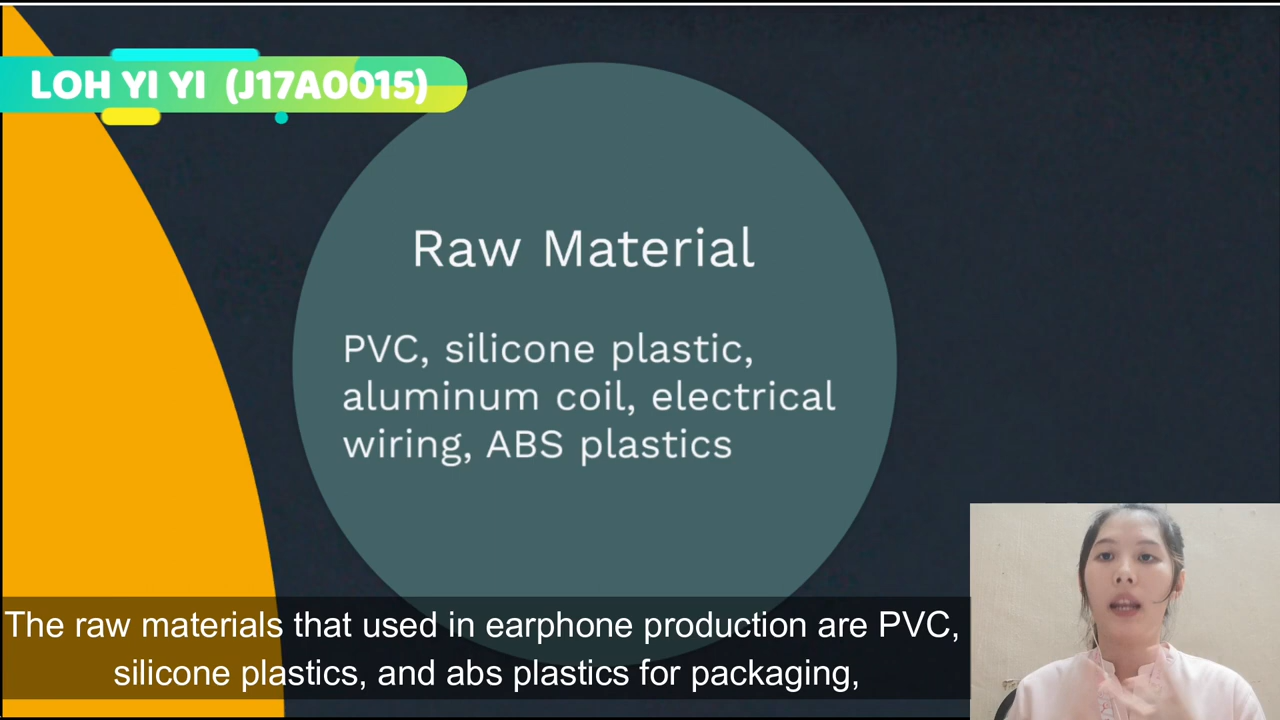 LOH YI YI (J17A0015)
Raw Material
PVC, silicone plastic,
aluminum coil, electrical
wiring, ABS plastics
The raw materials that used in earphone production are PVC,
silicone plastics, and abs plastics for packaging,